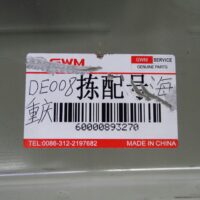 GWM
GWM SERVICE
GENUINE PARTS
DE008 拣配号 海
重庆
60000893270
TEL:0086-312-2197682
MADE IN CHINA